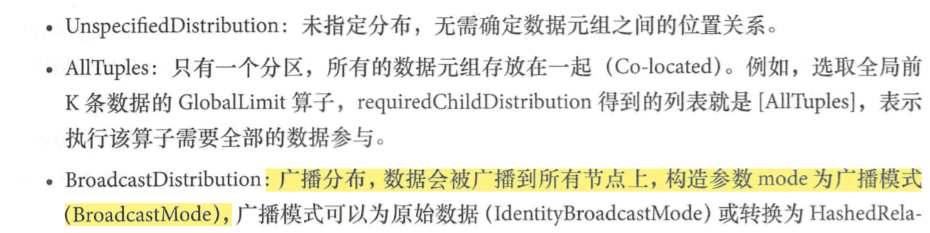 • UnspecifiedDistribution：未指定分布，无需确定数据元组之间的位置关系。
• AllTuples：只有一个分区，所有的数据元组存放在一起（Co-located）。例如，选取全局前
K 条数据的 GlobalLimit 算子，requiredChildDistribution 得到的列表就是 [AllTuples]，表示
执行该算子需要全部的数据参与。
• BroadcastDistribution：广播分布，数据会被广播到所有节点上，构造参数 mode 为广播模式
(BroadcastMode)，广播模式可以为原始数据 (IdentityBroadcastMode) 或转换为 HashedRela-